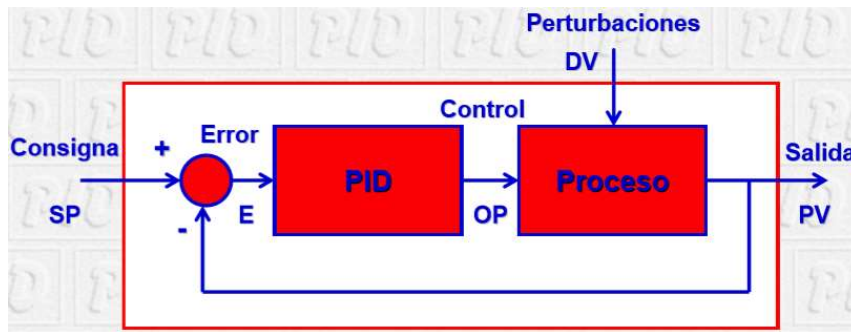 Perturbaciones
DV
Control
Error
Consigna
+
PID
Proceso
Salida
SP
-
E
OP
PV